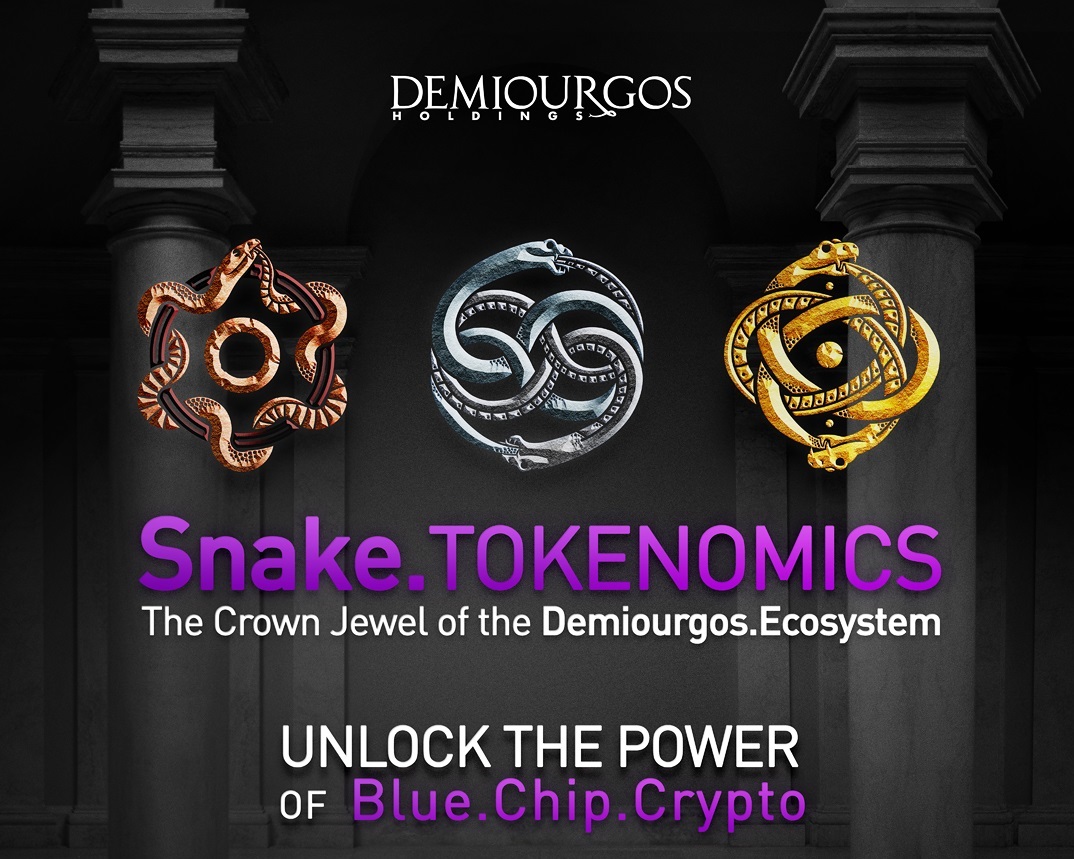 DEMIOURGOS
HOLDINGS
Snake.TOKENOMICS
The Crown Jewel of the Demiourgos.Ecosystem
UNLOCK THE POWER
OF Blue.Chip.Crypto